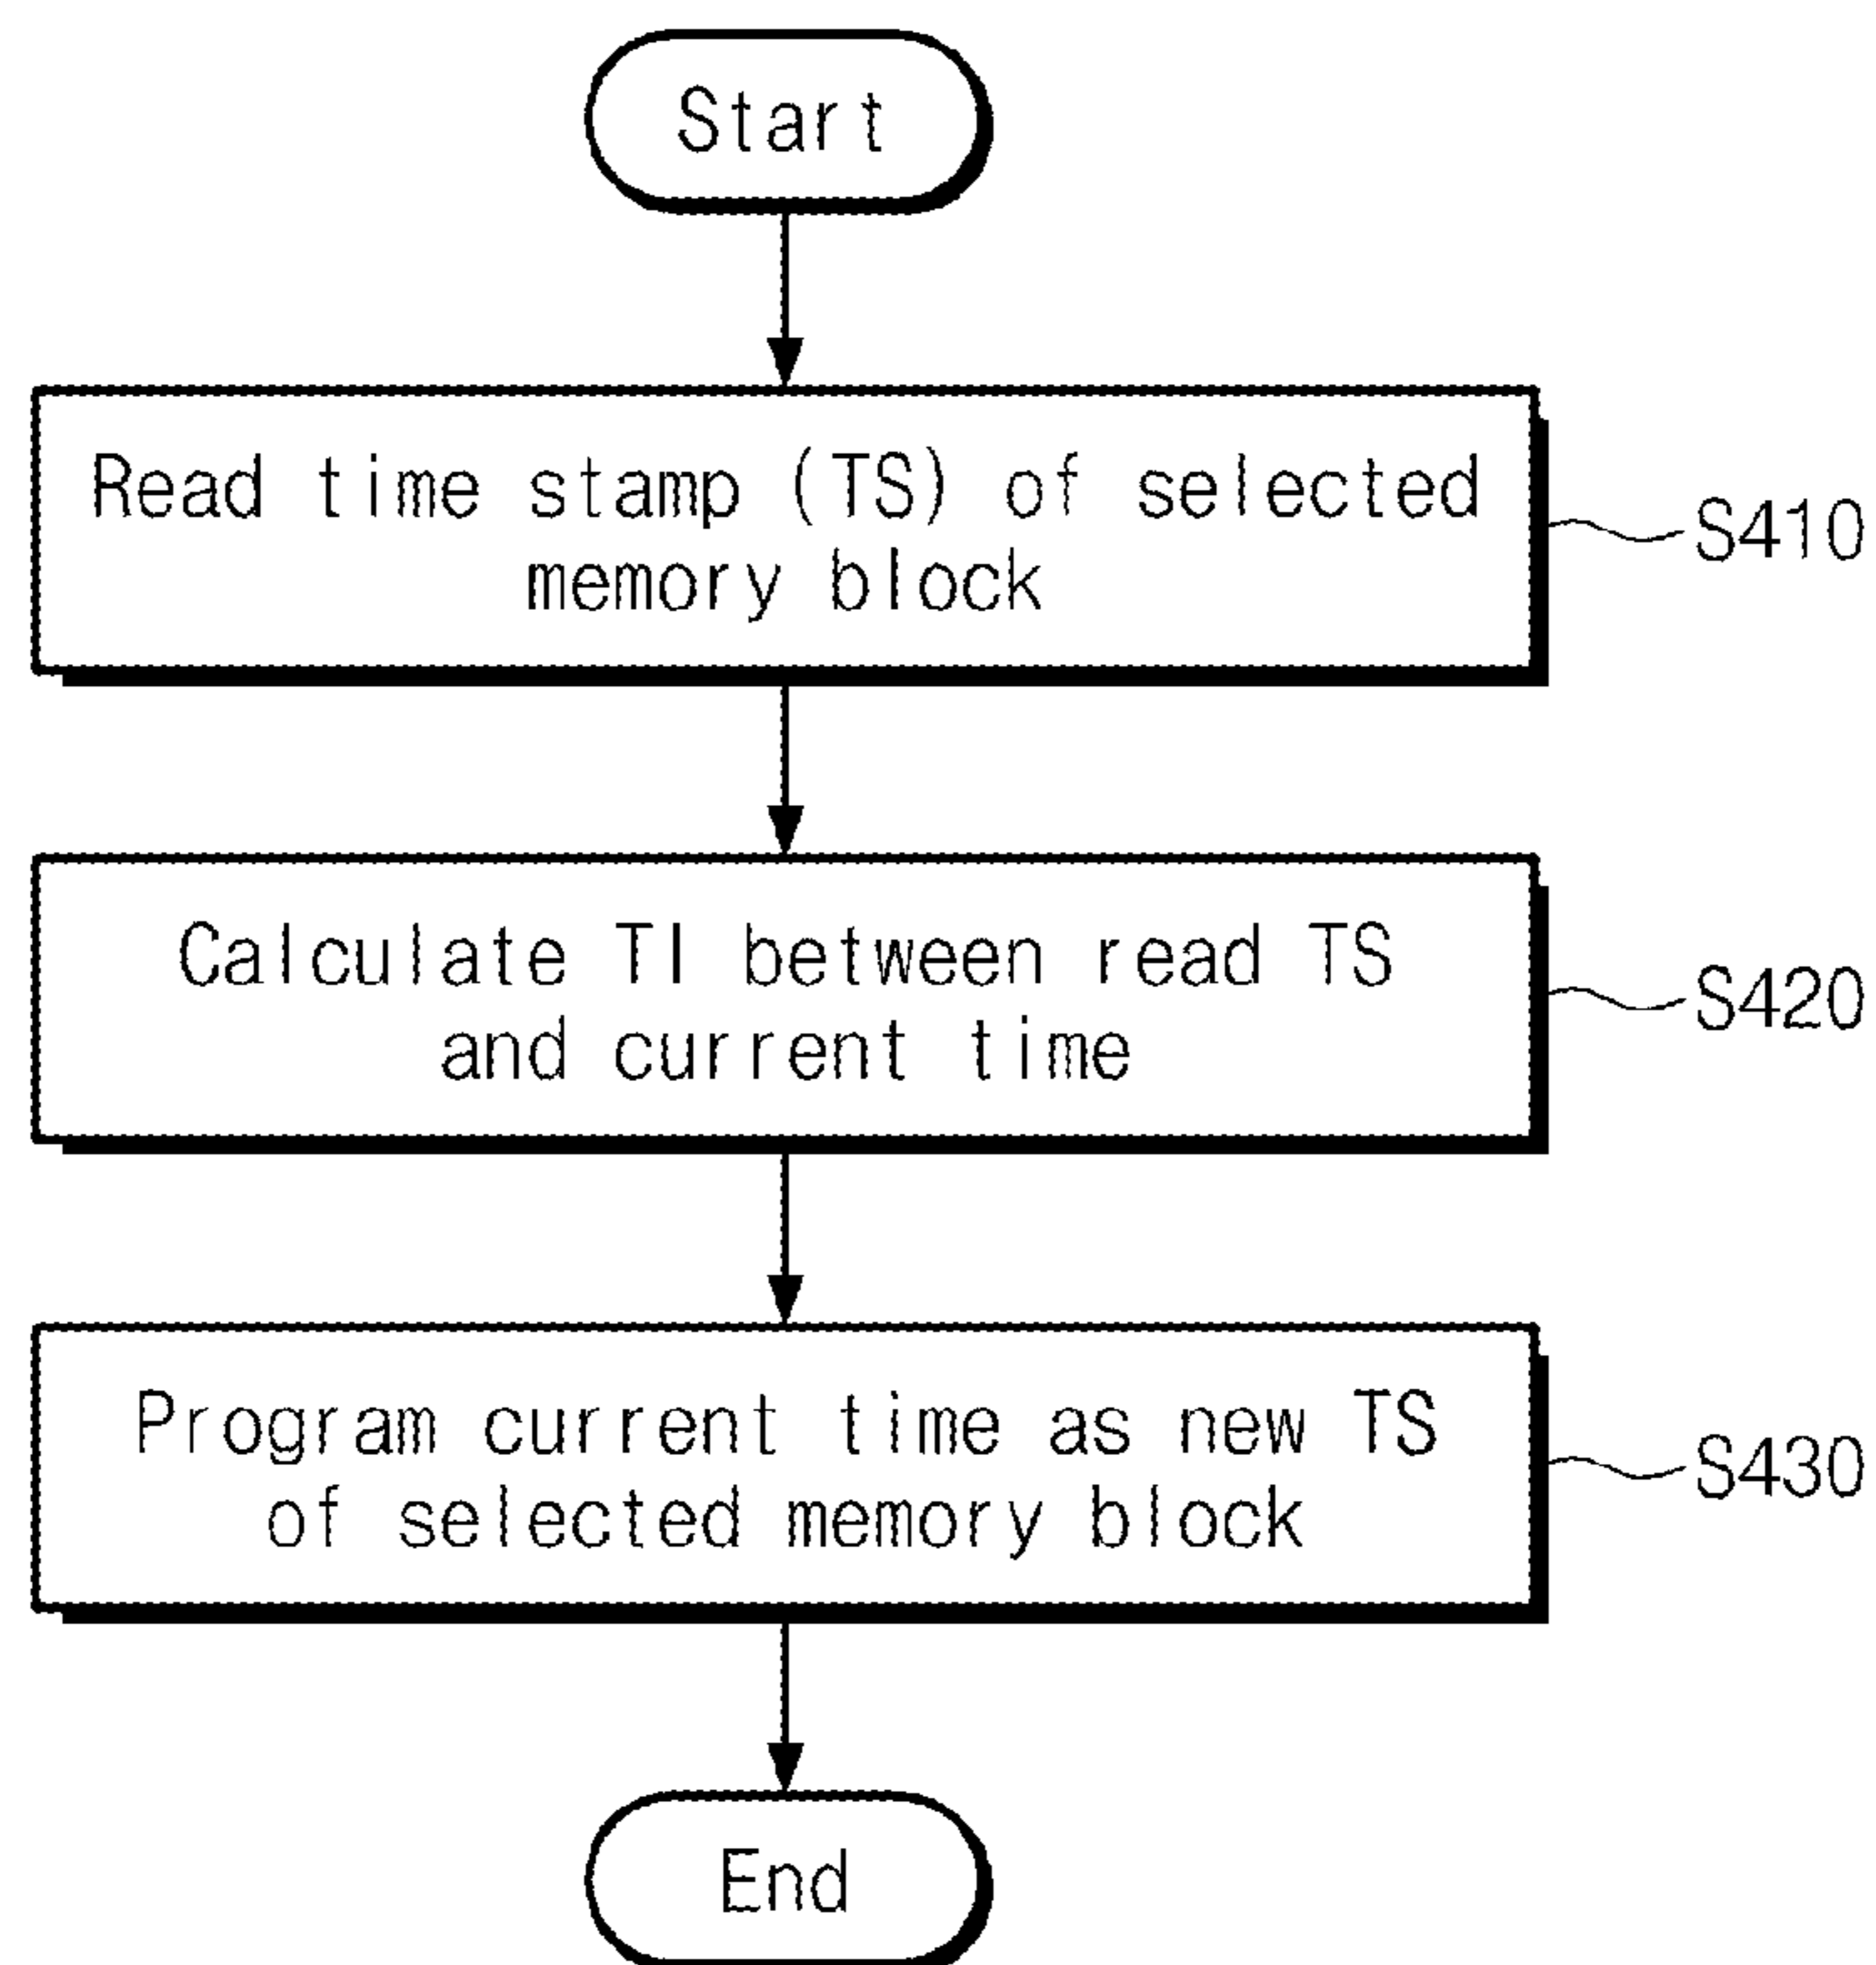 Start
Read time stamp (TS) of selected
memory block
S410
Calculate TI between read TS
and current time
S420
Program current time as new TS
of selected memory block
S430
End